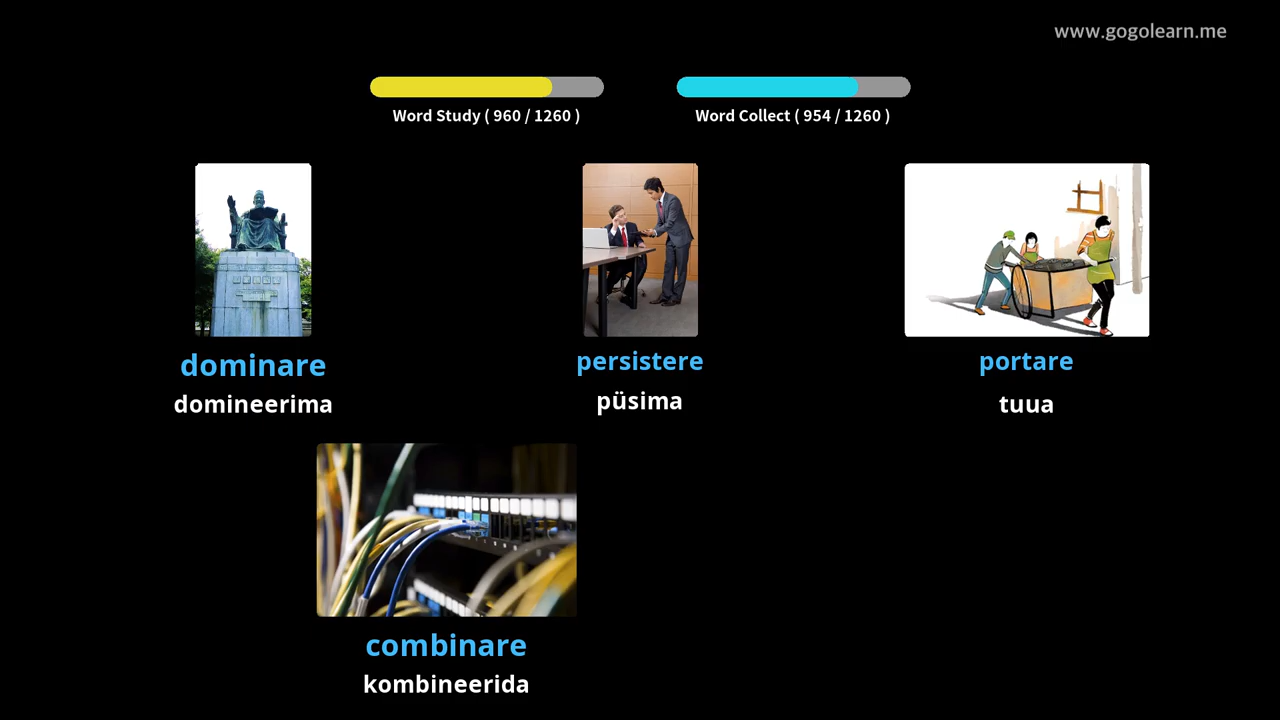 www.gogolearn.me
Word Study ( 960 / 1260 )
Word Collect ( 954 / 1260 )
dominare
domineerima
persistere
püsima
portare
tuua
combinare
kombineerida